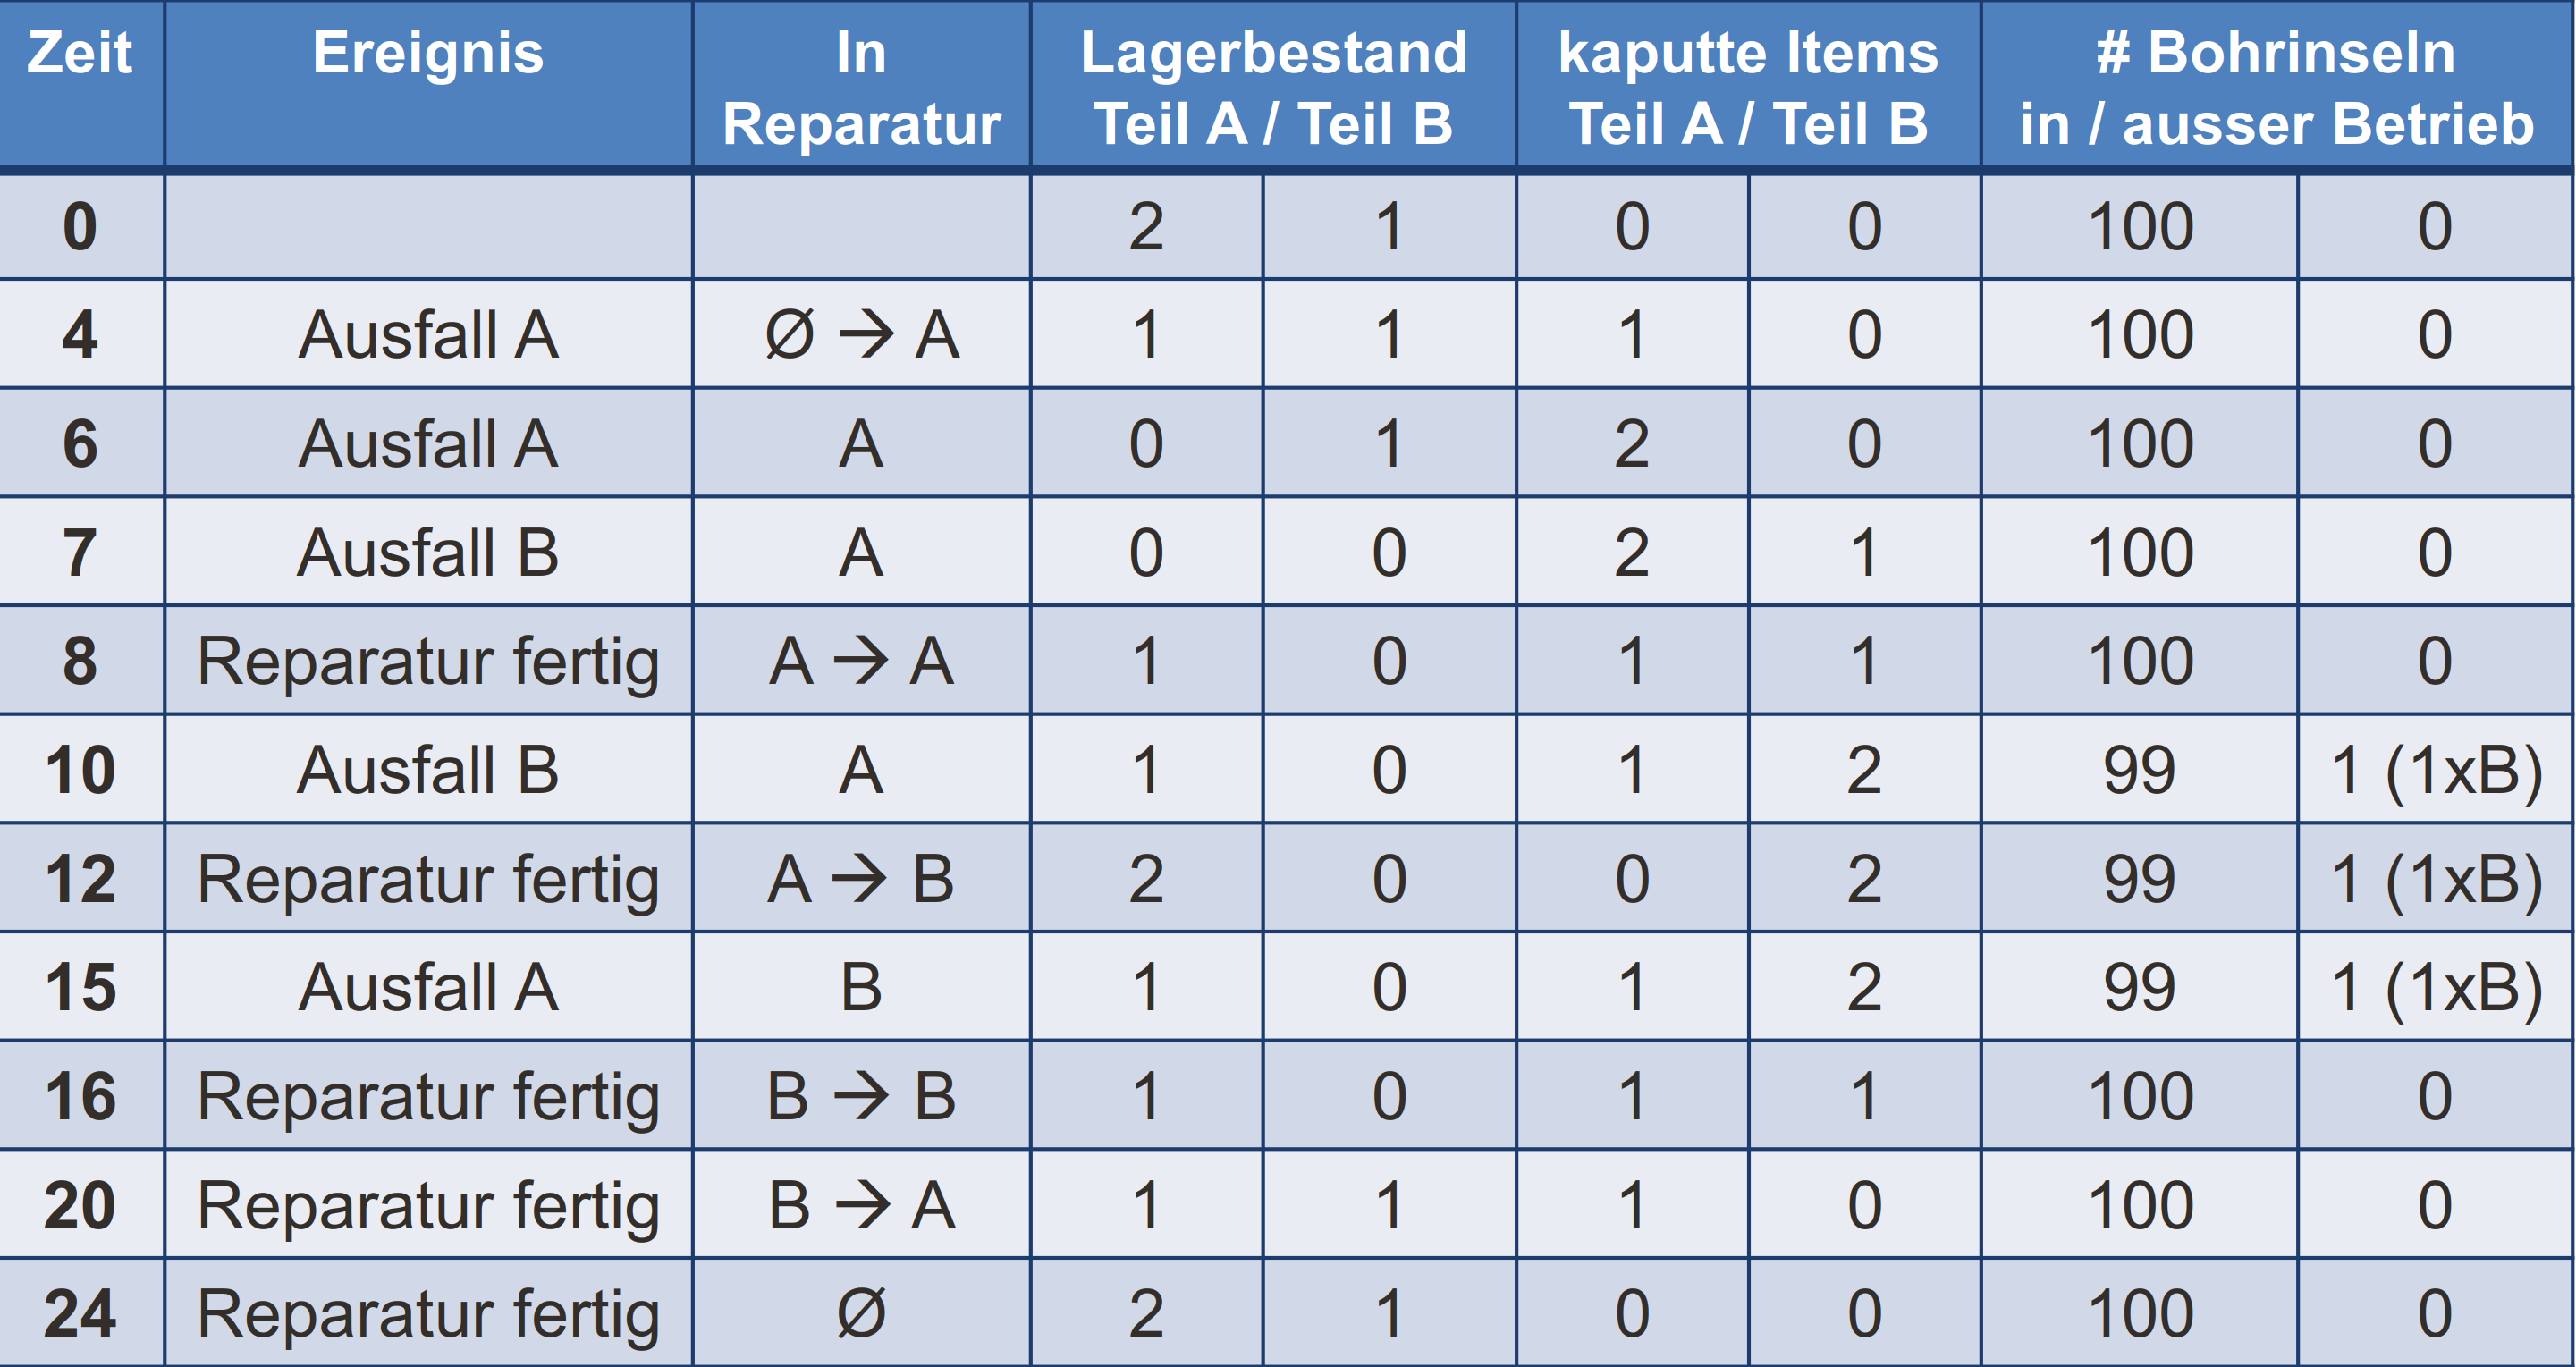 Zeit Ereignis In Reparatur Lagerbestand Teil A / Teil B kaputte Items Teil A / Teil B # Bohrinseln in / ausser Betrieb
0 2 1 0 0 100 0
4 Ausfall A Ø → A 1 1 1 0 100 0
6 Ausfall A A 0 1 2 0 100 0
7 Ausfall B A 0 0 2 1 100 0
8 Reparatur fertig A → A 1 0 1 1 100 0
10 Ausfall B A 1 0 1 2 99 1 (1xB)
12 Reparatur fertig A → B 2 0 0 2 99 1 (1xB)
15 Ausfall A B 1 0 1 2 99 1 (1xB)
16 Reparatur fertig B → B 1 0 1 1 100 0
20 Reparatur fertig B → A 1 1 1 0 100 0
24 Reparatur fertig Ø 2 1 0 0 100 0